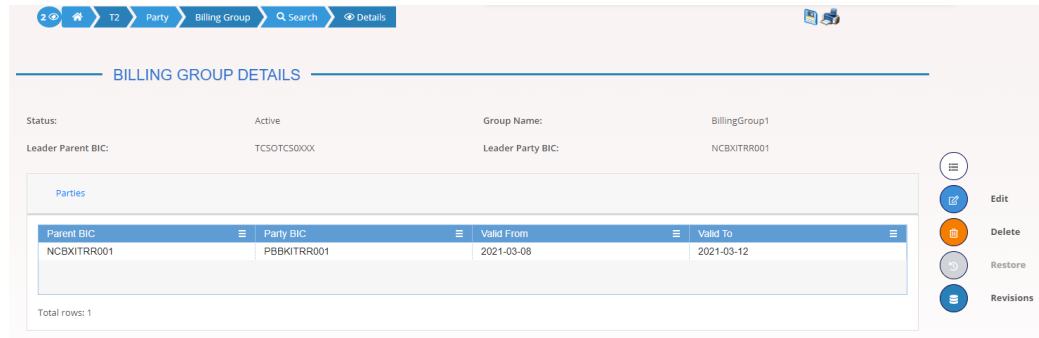 2 T2 Party Billing Group Search Details
BILLING GROUP DETAILS
Status: Active Group Name: BillingGroup1
Leader Parent BIC: TCSOTCS0XXX Leader Party BIC: NCBXITRR001
Parties
Parent BIC Party BIC Valid From Valid To
NCBXITRR001 PBBKITRR001 2021-03-08 2021-03-12
Total rows: 1
Edit
Delete
Restore
Revisions